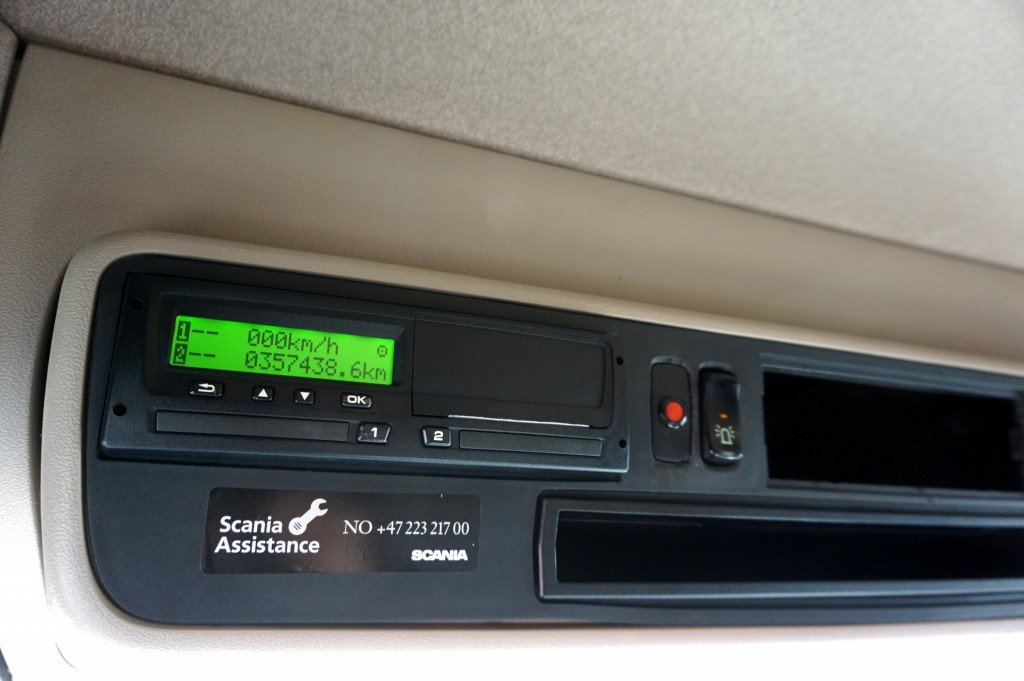 1 -- 000km/h
2 -- 0357438.6km
OK
1 2
Scania
Assistance
NO +47 223 217 00
SCANIA